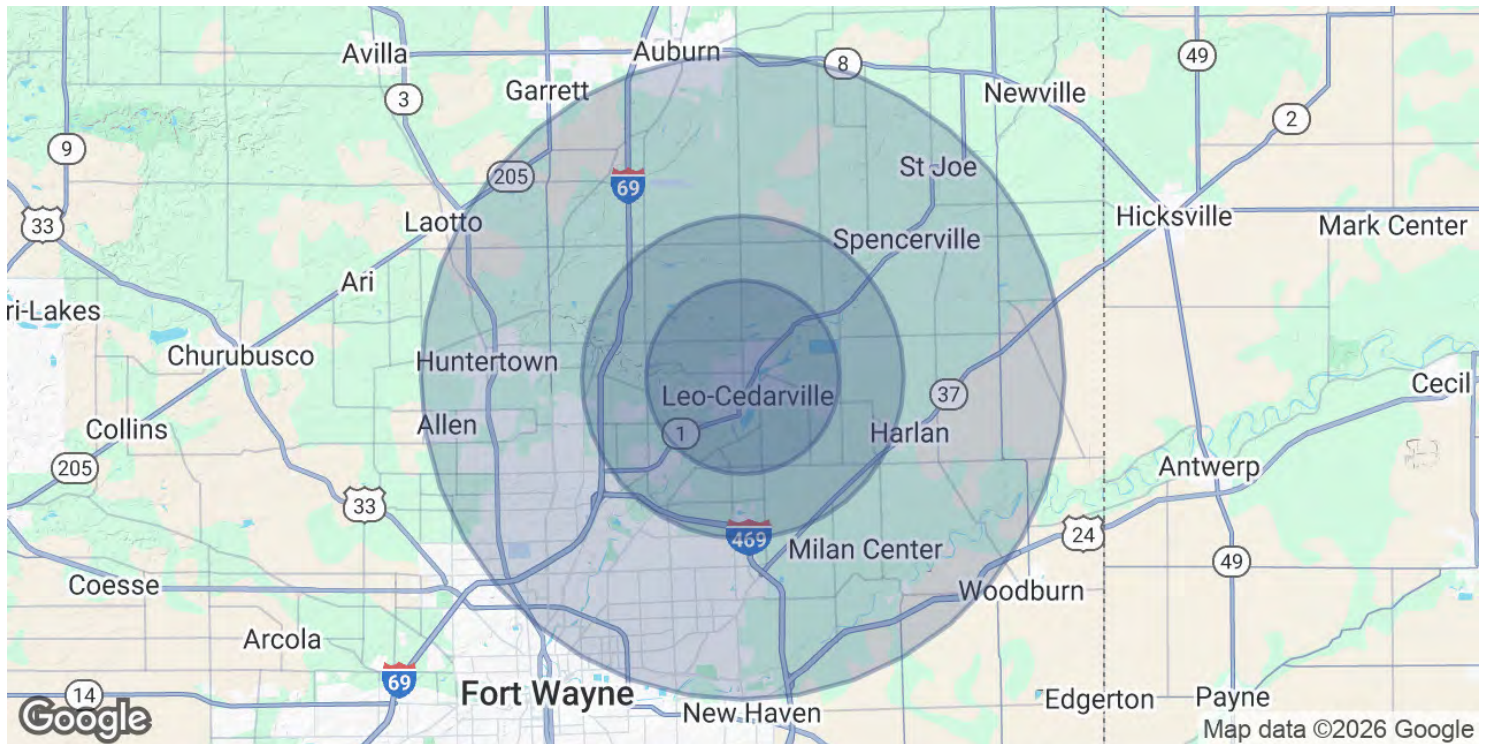 Avilla
Auburn
8
49
3
Garrett
Newville
2
9
205
69
St Joe
33
Laotto
Hicksville
Mark Center
Spencerville
Ari
ri-Lakes
Churubusco
Huntertown
Cecil
Leo-Cedarville
37
Collins
Allen
1
Harlan
205
Antwerp
33
24
469
Milan Center
49
Coesse
Woodburn
Arcola
69
14
Fort Wayne
Edgerton
Payne
New Haven
Google
Map data ©2026 Google